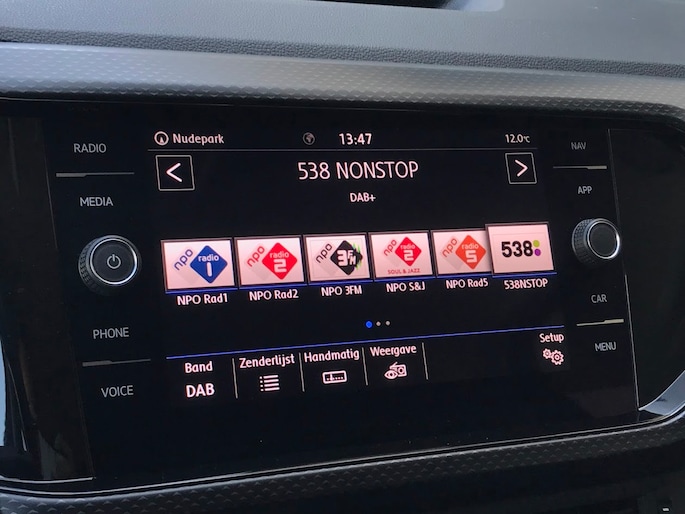 RADIO
MEDIA
PHONE
VOICE
Nudepark 13:47 12.0°C
< 538 NONSTOP >
DAB+
npo radio 1
npo radio 2
npo 3FM
npo radio 2 SOUL & JAZZ
npo radio 5
538
NPO Rad1 NPO Rad2 NPO 3FM NPO S&J NPO Rad5 538NSTOP
Band Zenderlijst Handmatig Weergave Setup
DAB
NAV
APP
CAR
MENU